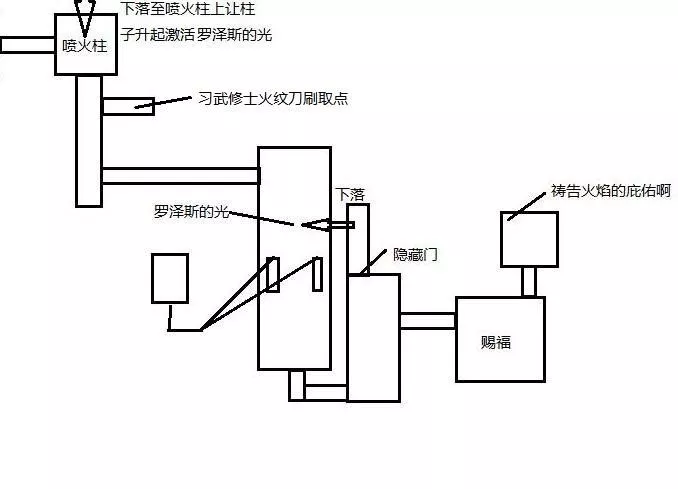 下落至喷火柱上让柱
子升起激活罗泽斯的光
喷火柱
习武修士火纹刀刷取点
下落
祷告火焰的庇佑啊
罗泽斯的光
隐藏门
赐福